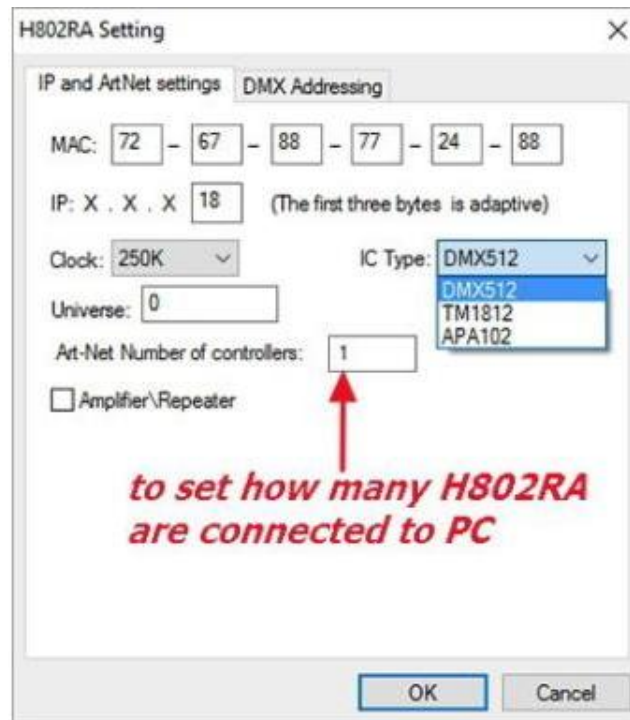 H802RA Setting
IP and ArtNet settings DMX Addressing
MAC: 72 - 67 - 88 - 77 - 24 - 88
IP: X . X . X 18 (The first three bytes is adaptive)
Clock: 250K IC Type: DMX512
DMX512
TM1812
APA102
Universe: 0
Art-Net Number of controllers: 1
Amplifier\Repeater
to set how many H802RA
are connected to PC
OK Cancel